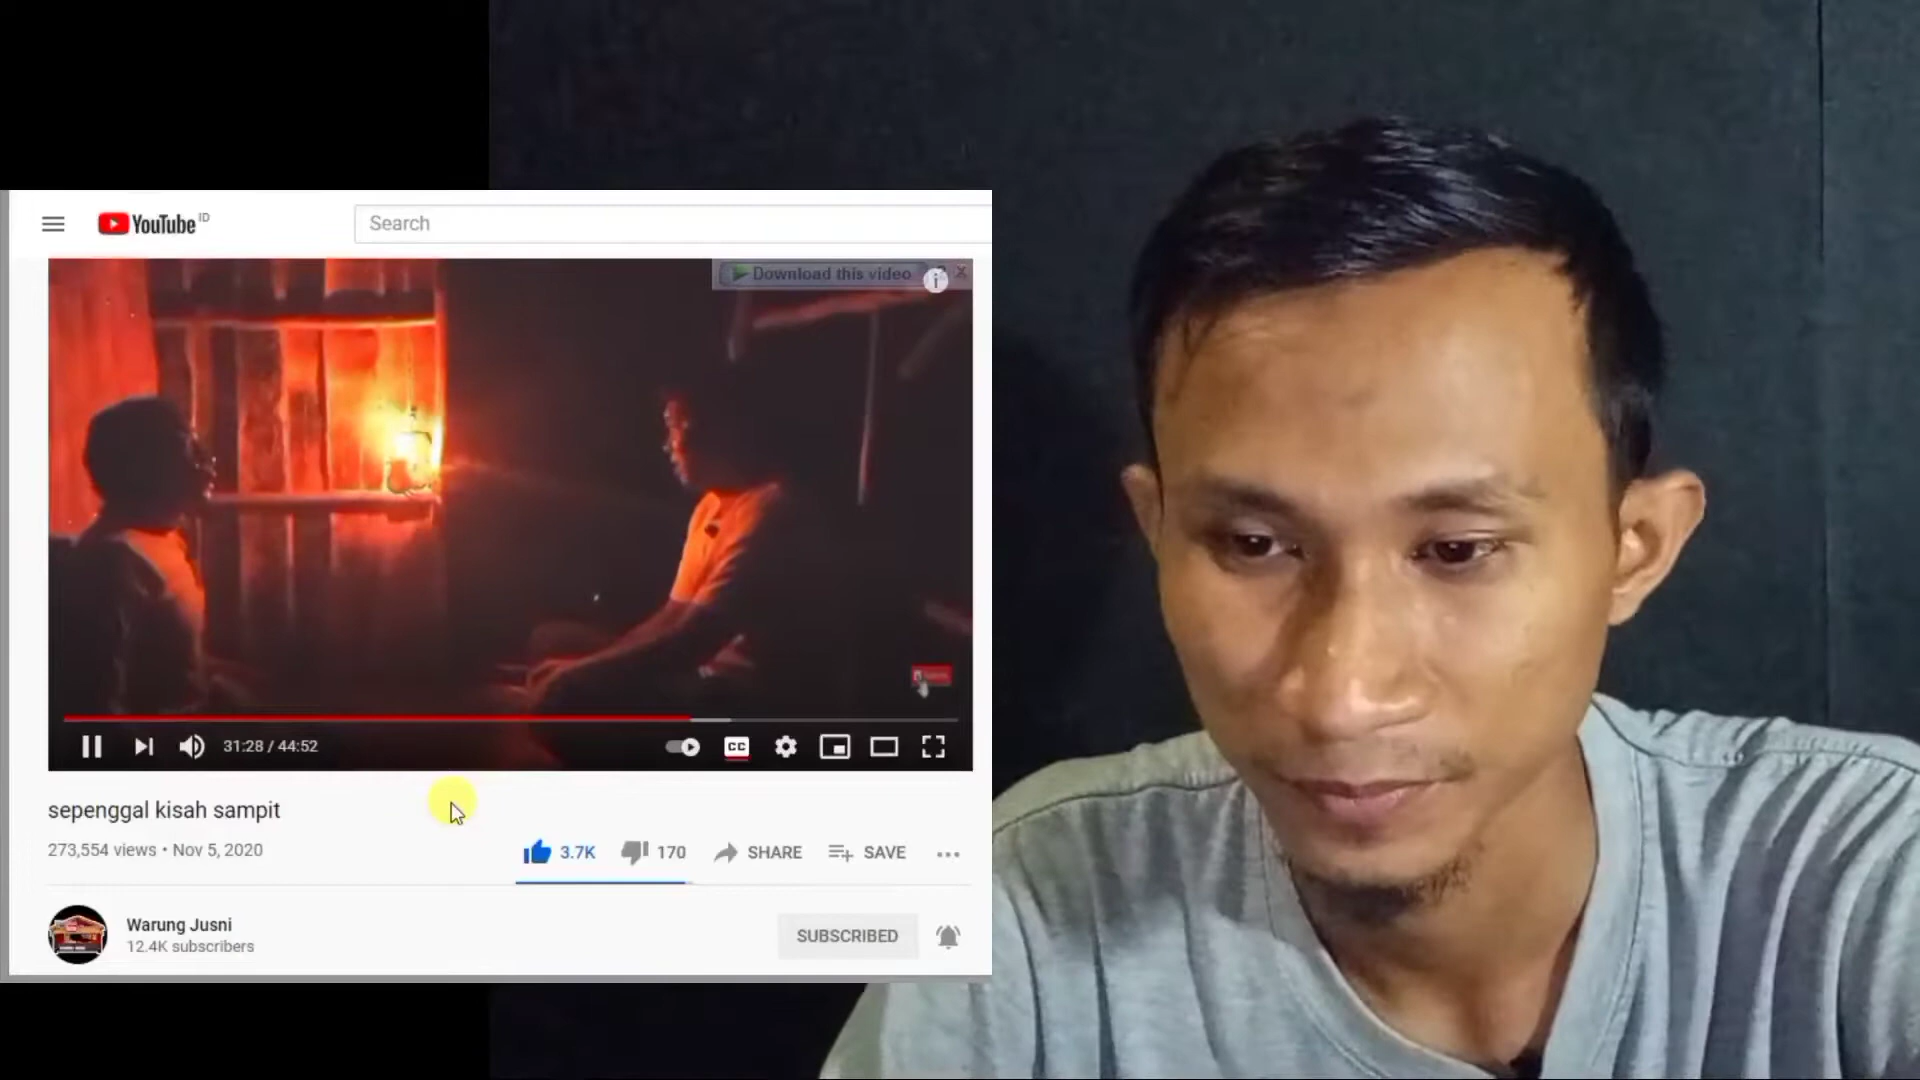 YouTube ID
Search
Download this video
31:28 / 44:52
CC
sepenggal kisah sampit
273,554 views • Nov 5, 2020
3.7K
170
SHARE
SAVE
Warung Jusni
12.4K subscribers
SUBSCRIBED